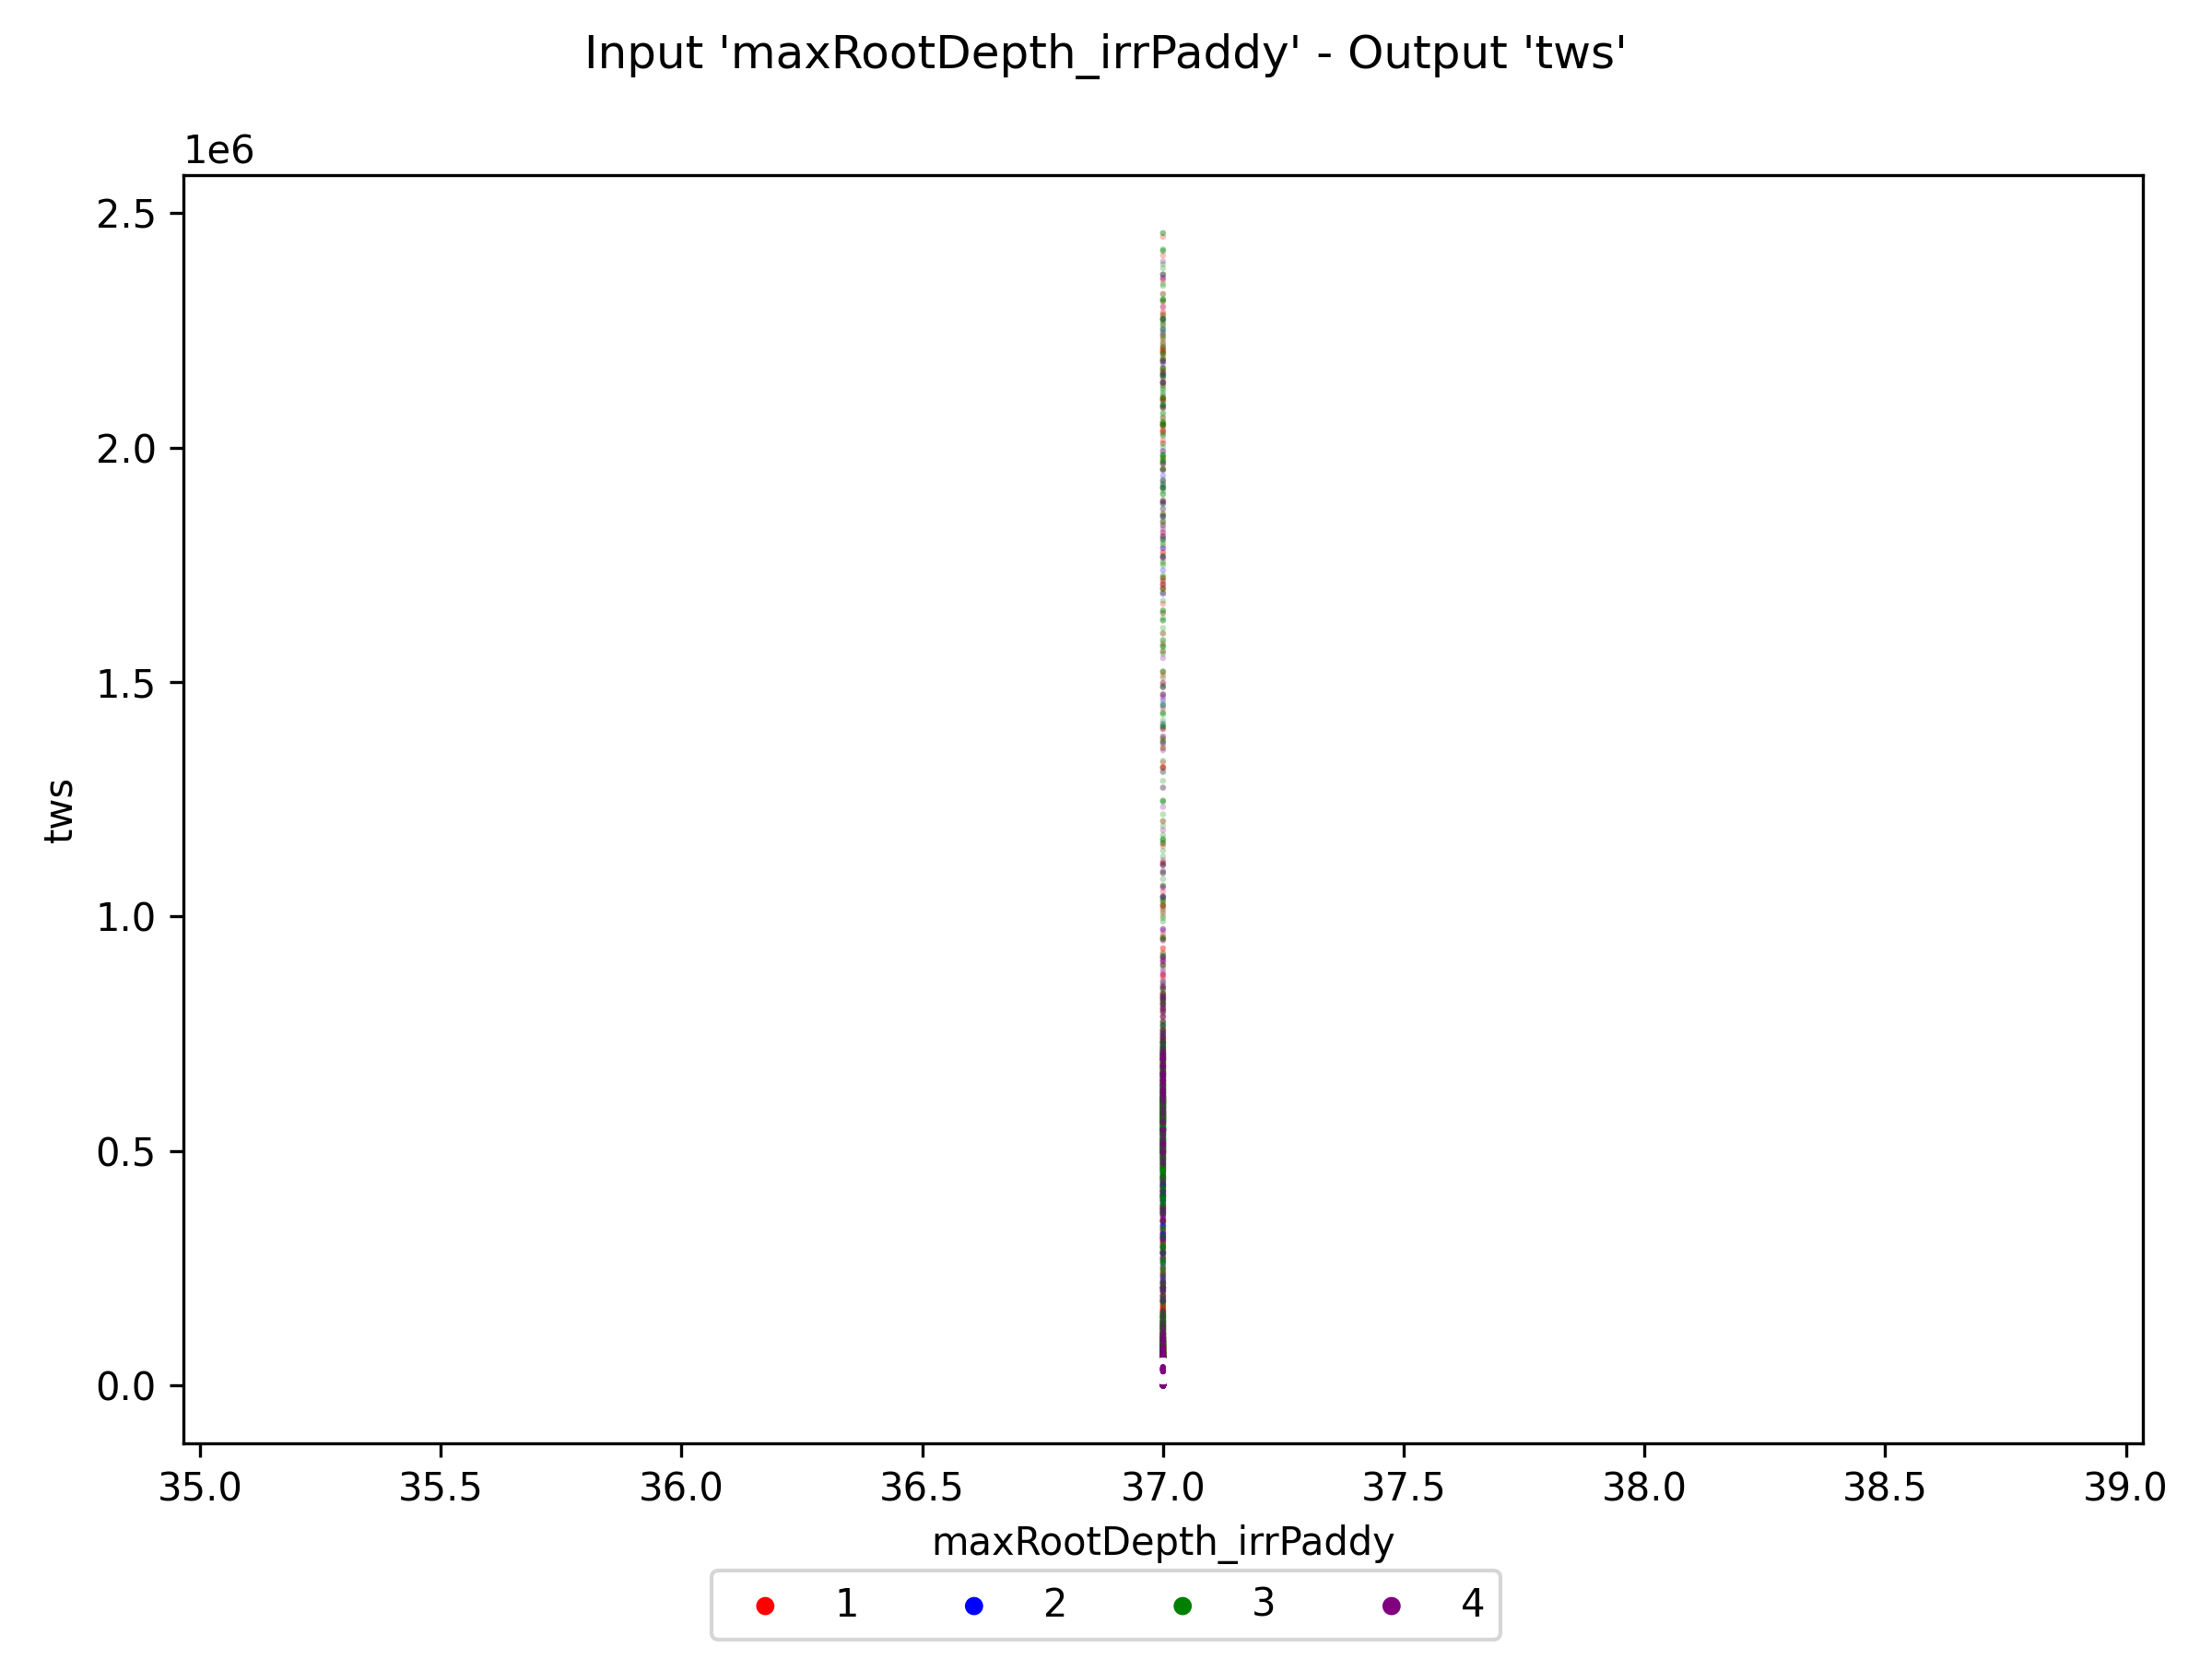 Input 'maxRootDepth_irrPaddy' - Output 'tws'
1e6
2.5
2.0
1.5
1.0
0.5
0.0
tws
35.0 35.5 36.0 36.5 37.0 37.5 38.0 38.5 39.0
maxRootDepth_irrPaddy
1 2 3 4